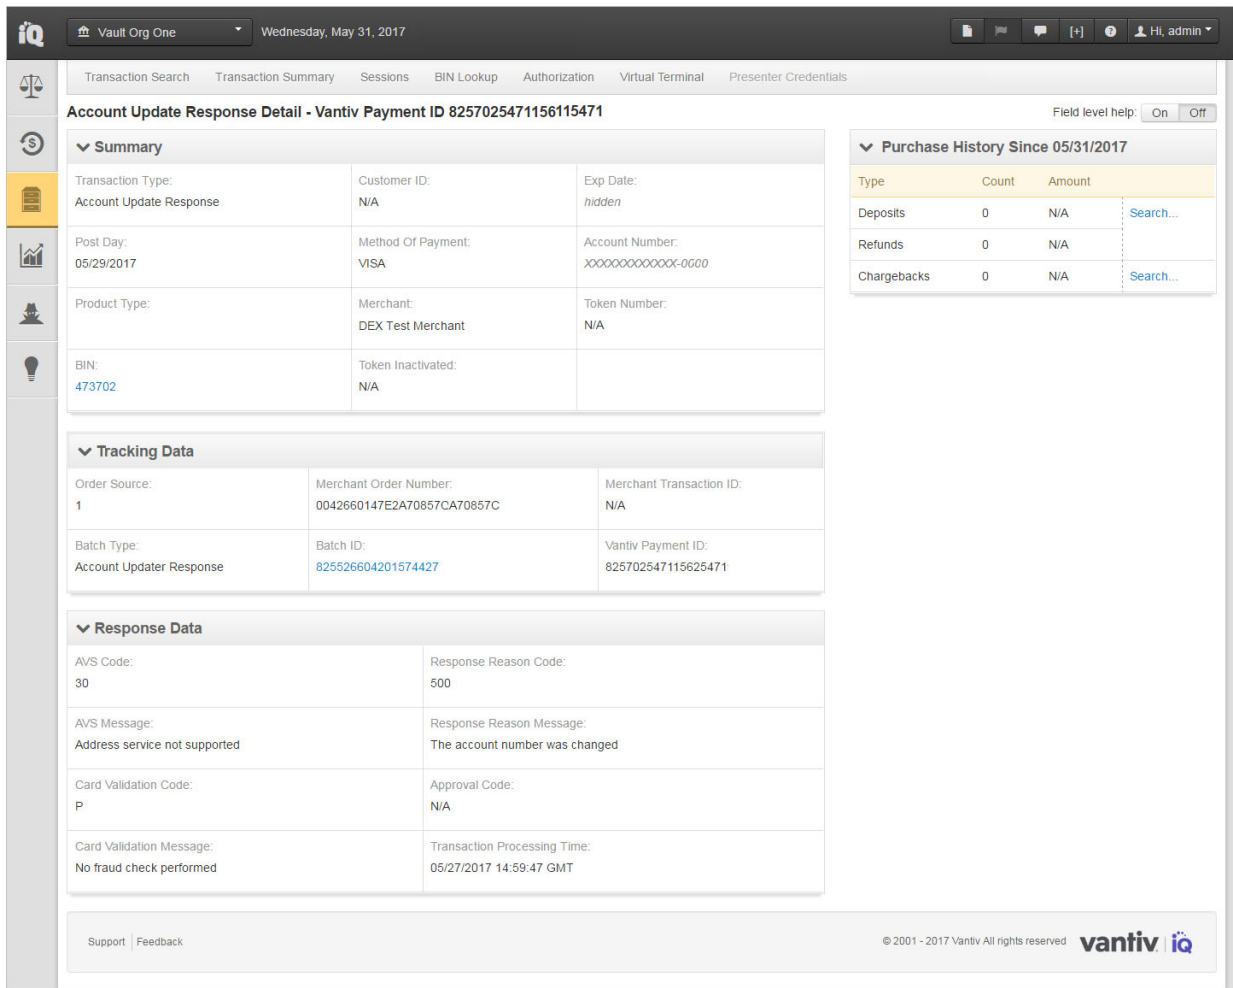 iQ Vault Org One Wednesday, May 31, 2017 [+] Hi, admin
Transaction Search Transaction Summary Sessions BIN Lookup Authorization Virtual Terminal Presenter Credentials
Account Update Response Detail - Vantiv Payment ID 8257025471156115471 Field level help: On Off
Summary
Transaction Type: Customer ID: Exp Date:
Account Update Response N/A hidden
Post Day: Method Of Payment: Account Number:
05/29/2017 VISA XXXXXXXXXXXX-0000
Product Type: Merchant: Token Number:
DEX Test Merchant N/A
BIN: Token Inactivated:
473702 N/A
Purchase History Since 05/31/2017
Type Count Amount
Deposits 0 N/A Search...
Refunds 0 N/A
Chargebacks 0 N/A Search...
Tracking Data
Order Source: Merchant Order Number: Merchant Transaction ID:
1 0042660147E2A70857CA70857C N/A
Batch Type: Batch ID: Vantiv Payment ID:
Account Updater Response 825526604201574427 825702547115625471
Response Data
AVS Code: Response Reason Code:
30 500
AVS Message: Response Reason Message:
Address service not supported The account number was changed
Card Validation Code: Approval Code:
P N/A
Card Validation Message: Transaction Processing Time:
No fraud check performed 05/27/2017 14:59:47 GMT
Support Feedback © 2001 - 2017 Vantiv All rights reserved vantiv iQ